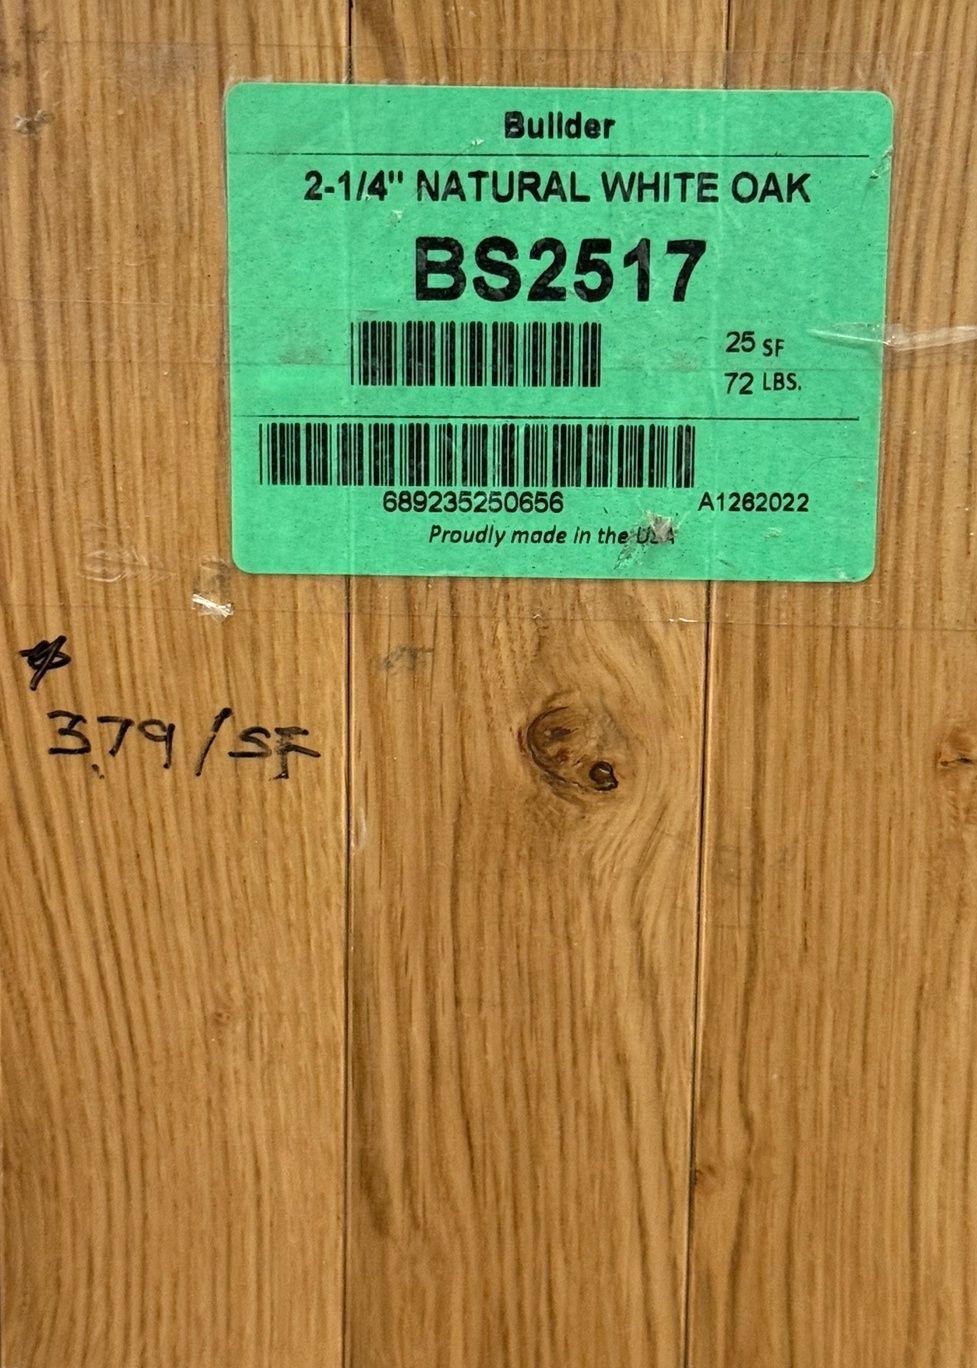 Builder
2-1/4" NATURAL WHITE OAK
BS2517
25 SF
72 LBS.
689235250656
A1262022
Proudly made in the USA
3.79/SF